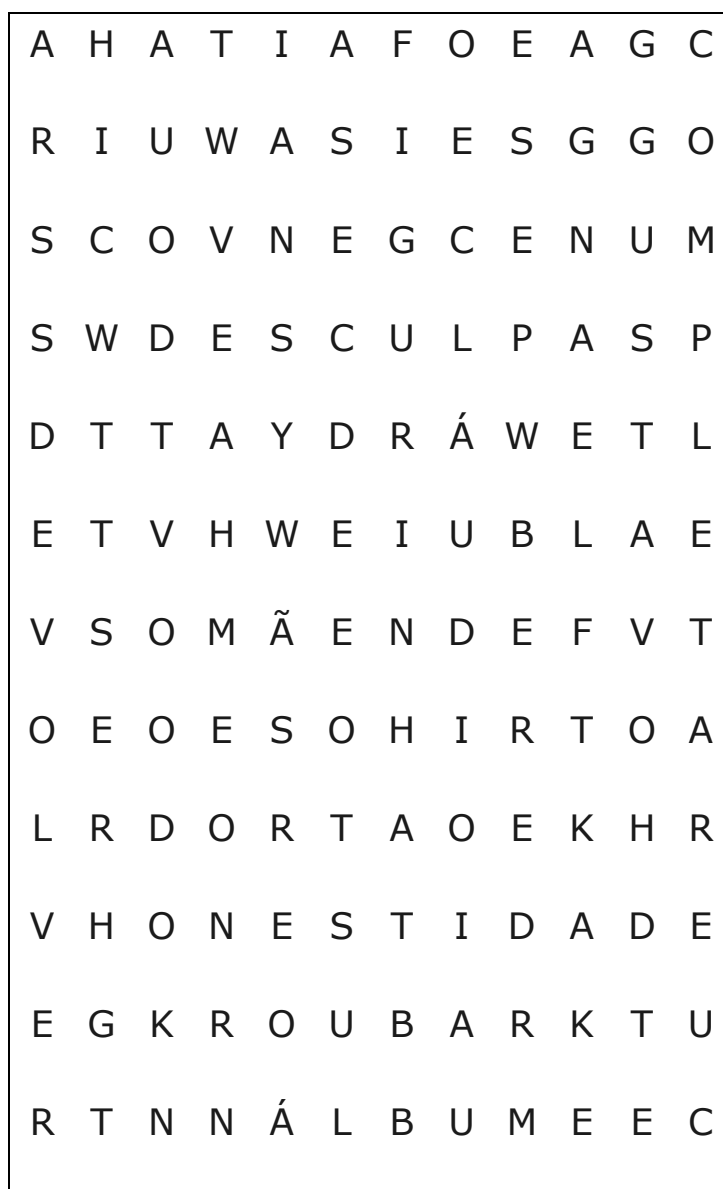 A H A T I A F O E A G C
R I U W A S I E S G G O
S C O V N E G C E N U M
S W D E S C U L P A S P
D T T A Y D R Á W E T L
E T V H W E I U B L A E
V S O M Ã E N D E F V T
O E O E S O H I R T O A
L R D O R T A O E K H R
V H O N E S T I D A D E
E G K R O U B A R K T U
R T N N Á L B U M E E C